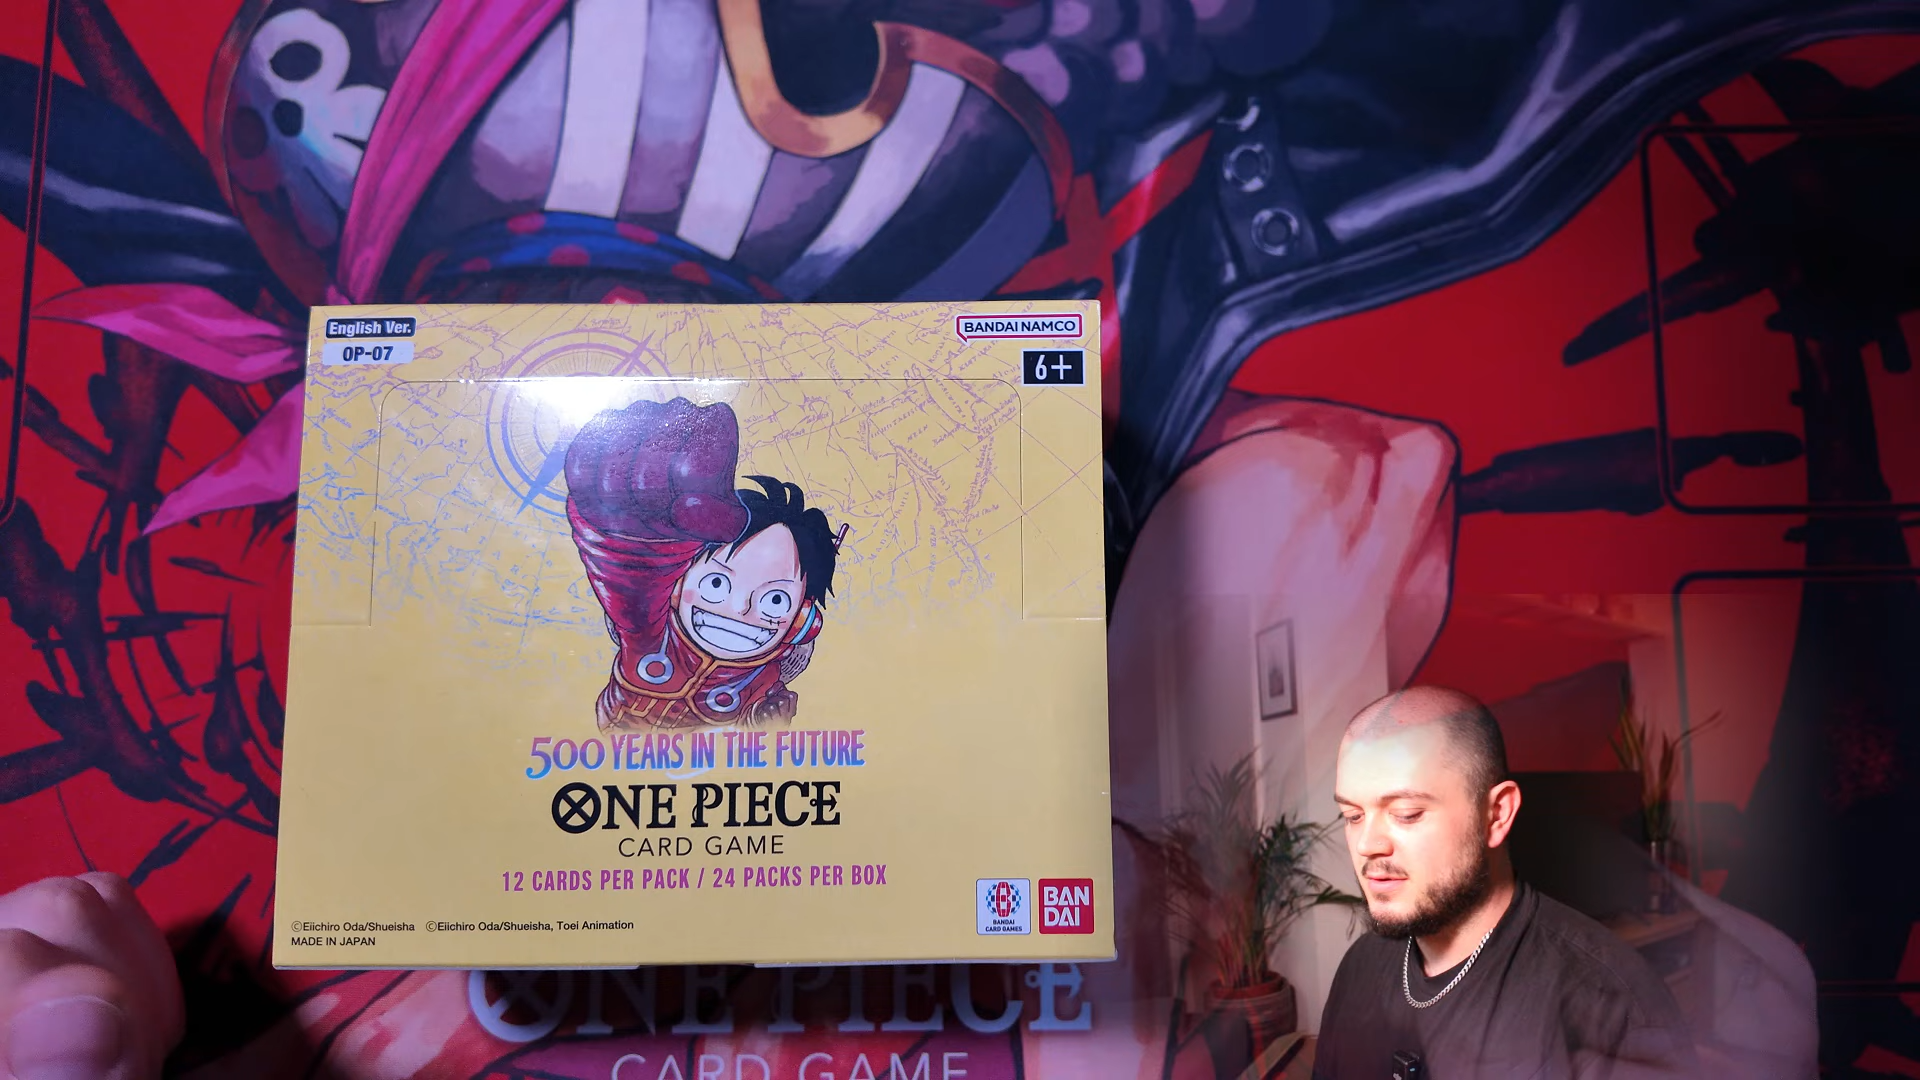 English Ver.
OP-07
BANDAI NAMCO
6+
500 YEARS IN THE FUTURE
ONE PIECE
CARD GAME
12 CARDS PER PACK / 24 PACKS PER BOX
BANDAI
CARD GAMES
BAN
DAI
©Eiichiro Oda/Shueisha ©Eiichiro Oda/Shueisha, Toei Animation
MADE IN JAPAN
ONE PIECE
CARD GAME